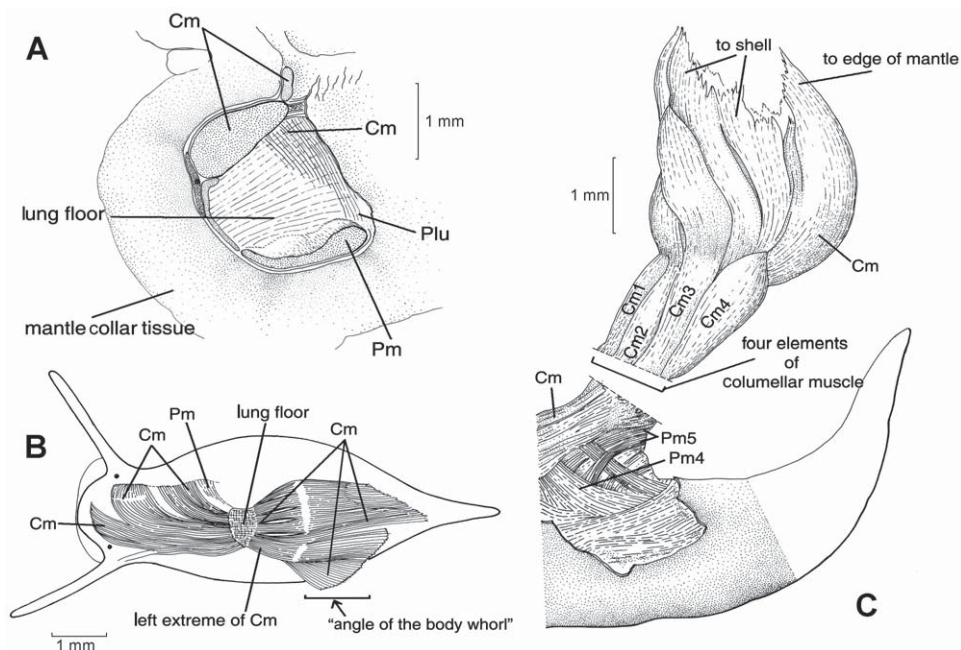 A
Cm
1 mm
Cm
lung floor
Plu
mantle collar tissue
Pm
B
Cm
Pm
lung floor
Cm
Cm
left extreme of Cm
"angle of the body whorl"
1 mm
to shell
to edge of mantle
1 mm
Cm
Cm1
Cm2
Cm3
Cm4
four elements
of
columellar muscle
Cm
Pm5
Pm4
C